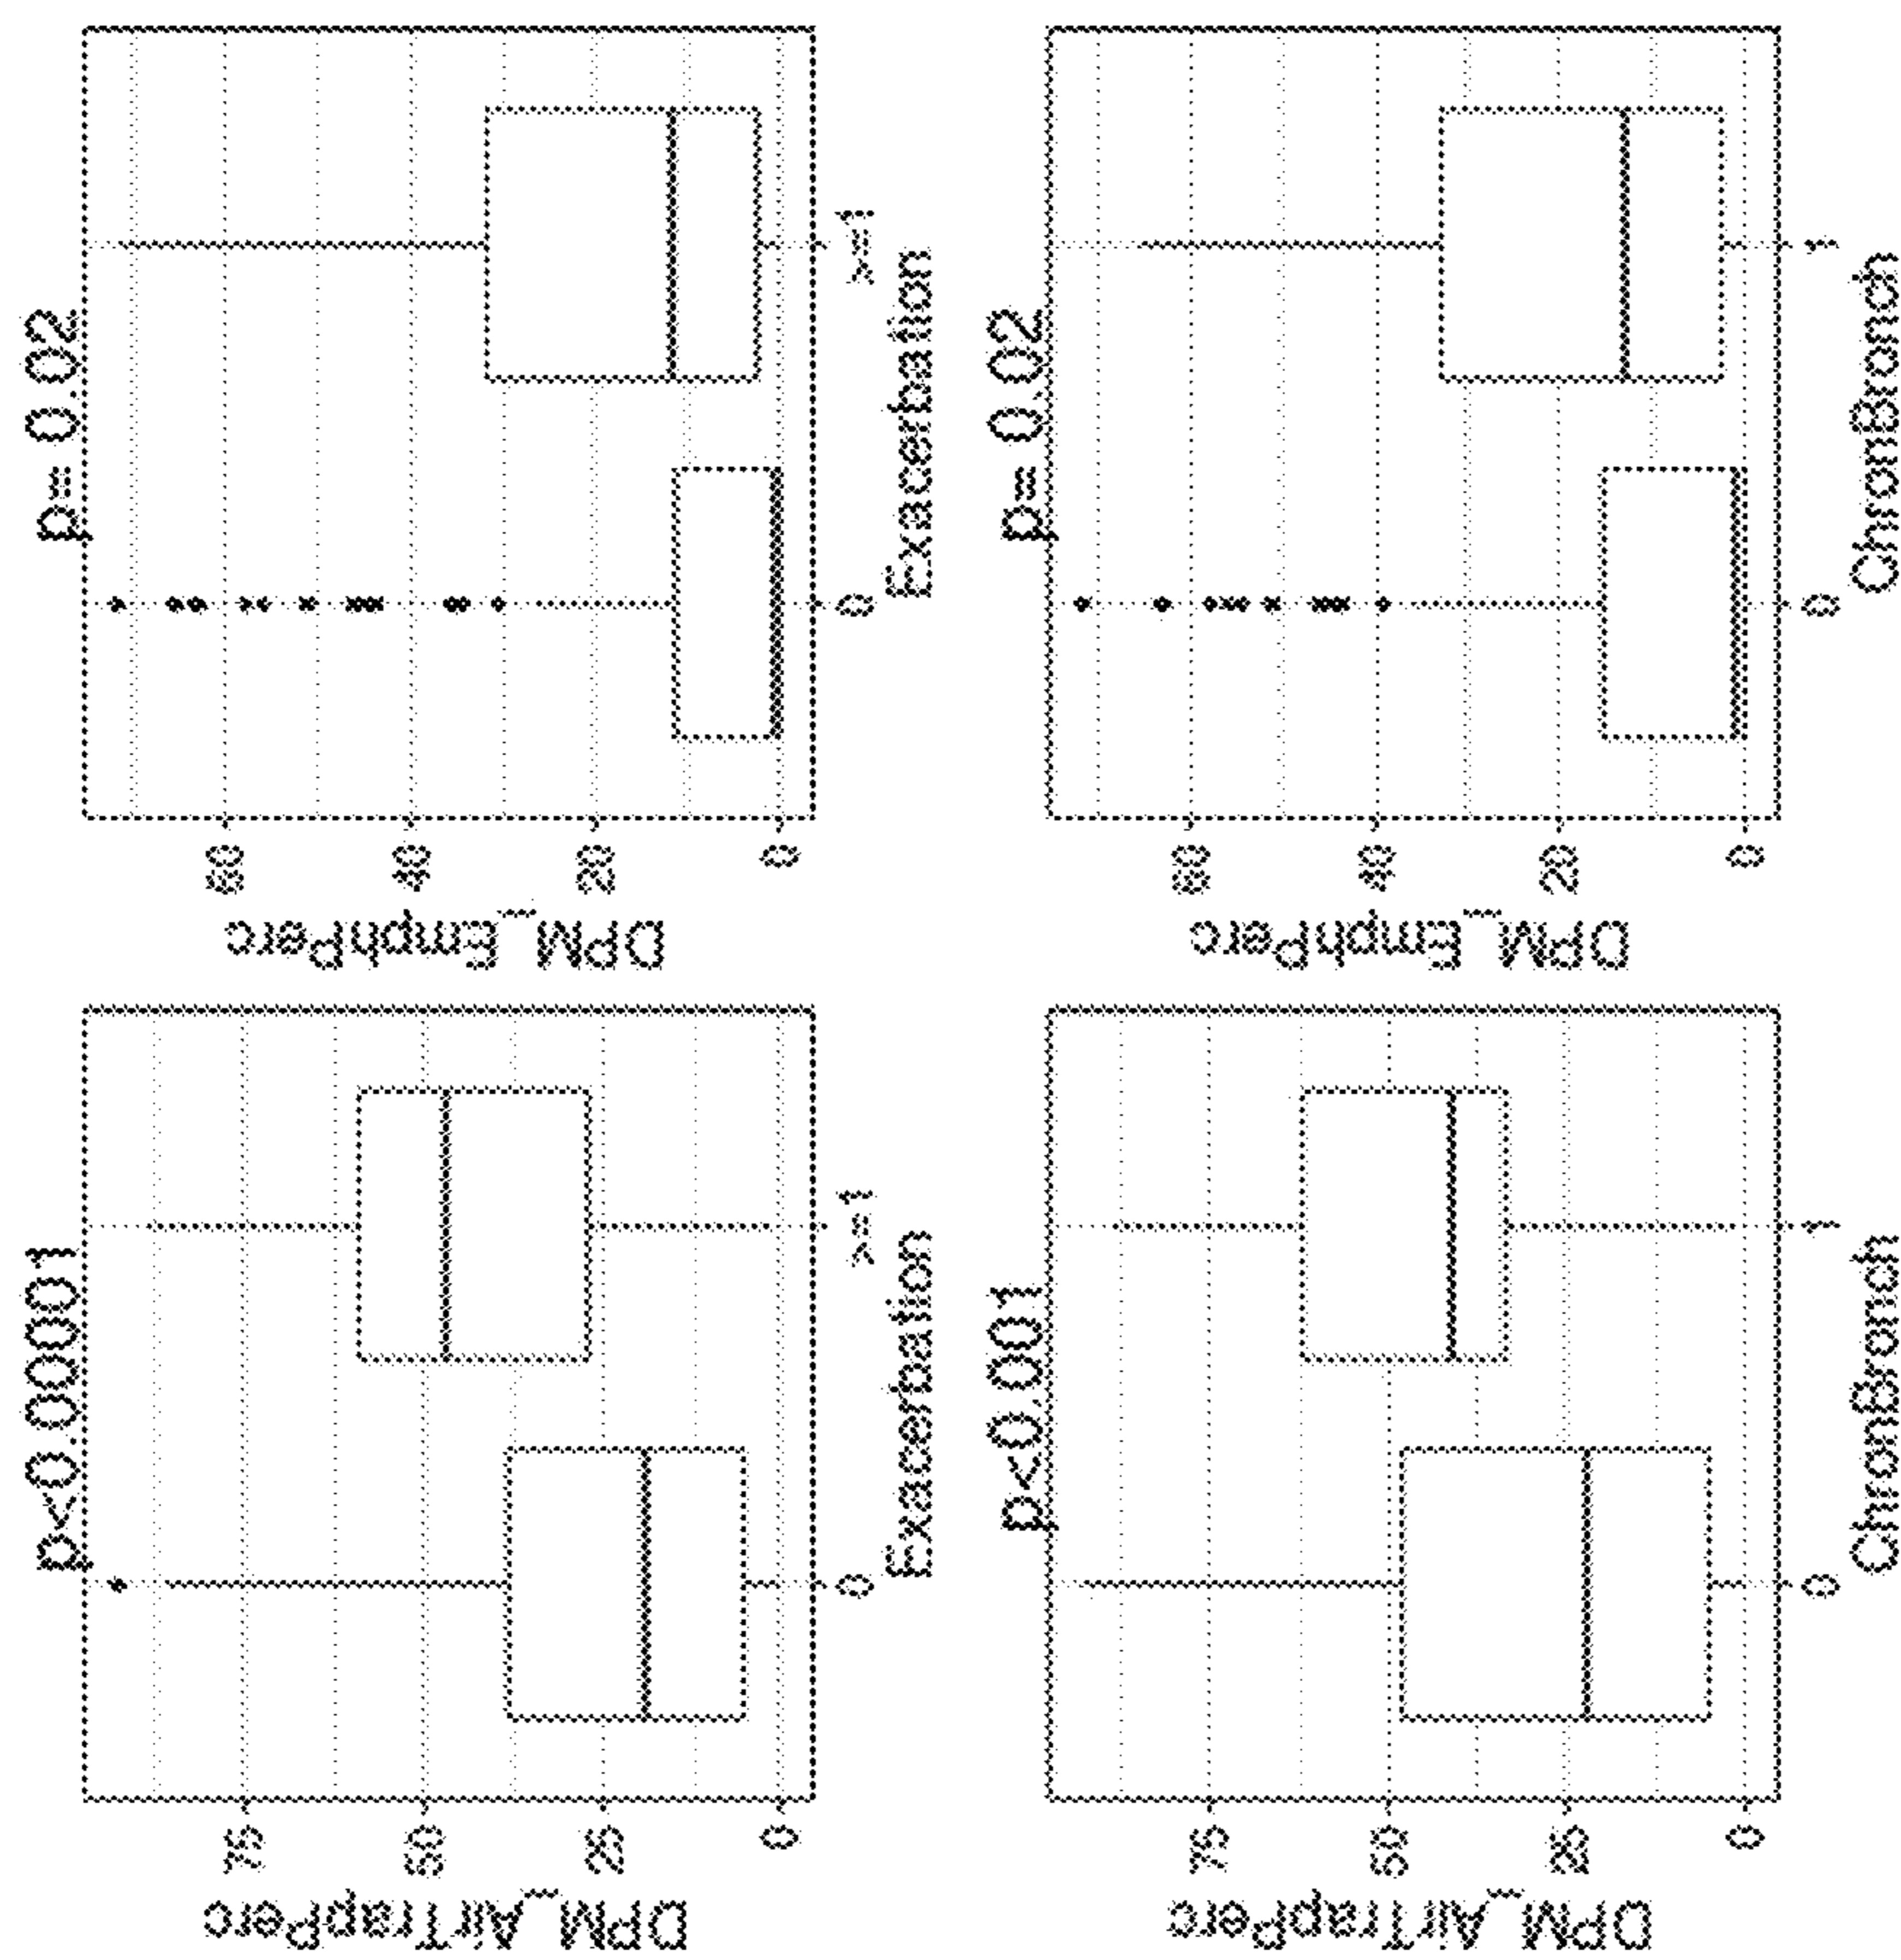 p<0.0001
DPM_AirTrapPerc
75
50
25
0
0
>=1
Exacerbation
p= 0.02
DPM_EmphPerc
60
40
20
0
0
>=1
Exacerbation
p<0.001
DPM_AirTrapPerc
75
50
25
0
0
1
ChronBronch
p= 0.02
DPM_EmphPerc
60
40
20
0
0
1
ChronBronch